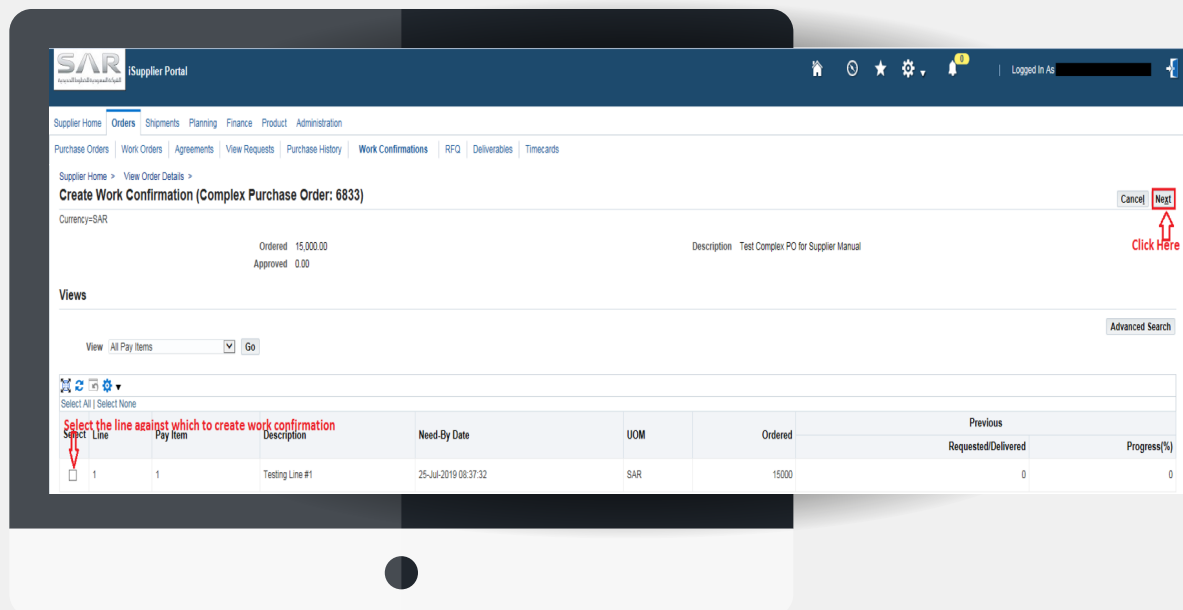 SAR
iSupplier Portal
0
Logged In As
Supplier Home Orders Shipments Planning Finance Product Administration
Purchase Orders | Work Orders | Agreements | View Requests | Purchase History | Work Confirmations | RFQ | Deliverables | Timecards
Supplier Home > View Order Details >
Create Work Confirmation (Complex Purchase Order: 6833)
Cancel Next
Currency=SAR
Click Here
Ordered 15,000.00
Description Test Complex PO for Supplier Manual
Approved 0.00
Views
Advanced Search
View All Pay Items Go
Select All | Select None
Select the line against which to create work confirmation
Select Line Pay Item Description Need-By Date UOM Ordered Previous
Requested/Delivered Progress(%)
1 1 Testing Line #1 25-Jul-2019 08:37:32 SAR 15000 0 0